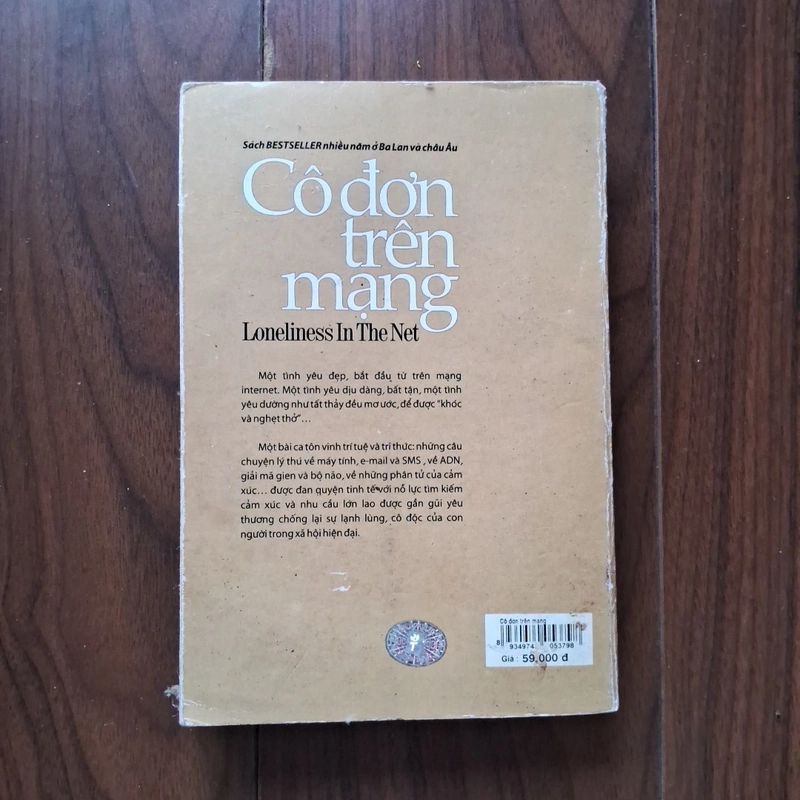 Sách BESTSELLER nhiều năm ở Ba Lan và châu Âu
Cô đơn
trên
mạng
Loneliness In The Net
Một tình yêu đẹp, bắt đầu từ trên mạng
internet. Một tình yêu dịu dàng, bất tận, một tình
yêu dường như tất thảy đều mơ ước, để được "khóc
và nghẹt thở"...
Một bài ca tôn vinh trí tuệ và tri thức: những câu
chuyện lý thú về máy tính, e-mail và SMS , về ADN,
giải mã gien và bộ não, về những phân tử của cảm
xúc... được đan quyện tinh tế với nỗ lực tìm kiếm
cảm xúc và nhu cầu lớn lao được gần gũi yêu
thương chống lại sự lạnh lùng, cô độc của con
người trong xã hội hiện đại.
Cô đơn trên mạng
8 934974 053798
Giá : 59.000 đ